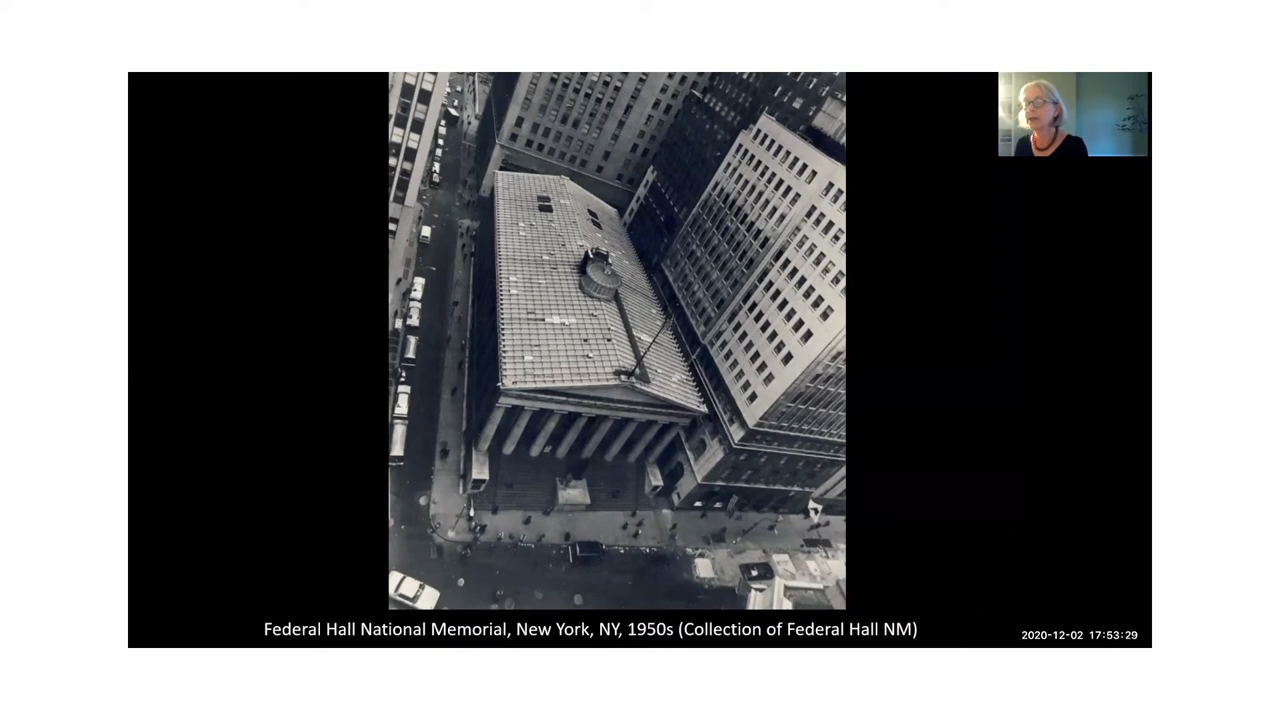 Federal Hall National Memorial, New York, NY, 1950s (Collection of Federal Hall NM)
2020-12-02 17:53:29